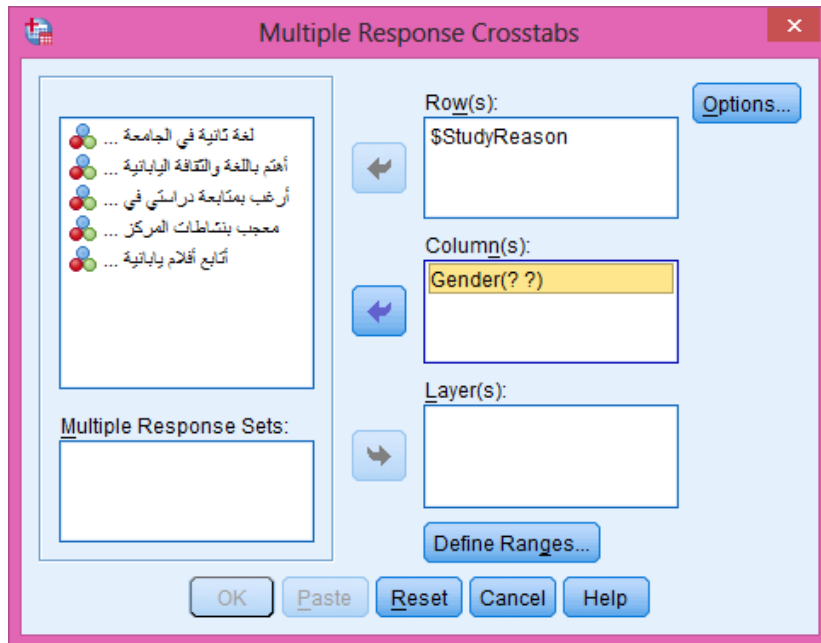 Multiple Response Crosstabs
لغة ثانية في الجامعة ...
أهتم باللغة والثقافة اليابانية ...
أرغب بمتابعة دراستي في ...
معجب بنشاطات المركز ...
أتابع أفلام يابانية ...
Multiple Response Sets:
Row(s):
$StudyReason
Options...
Column(s):
Gender(? ?)
Layer(s):
Define Ranges...
OK Paste Reset Cancel Help